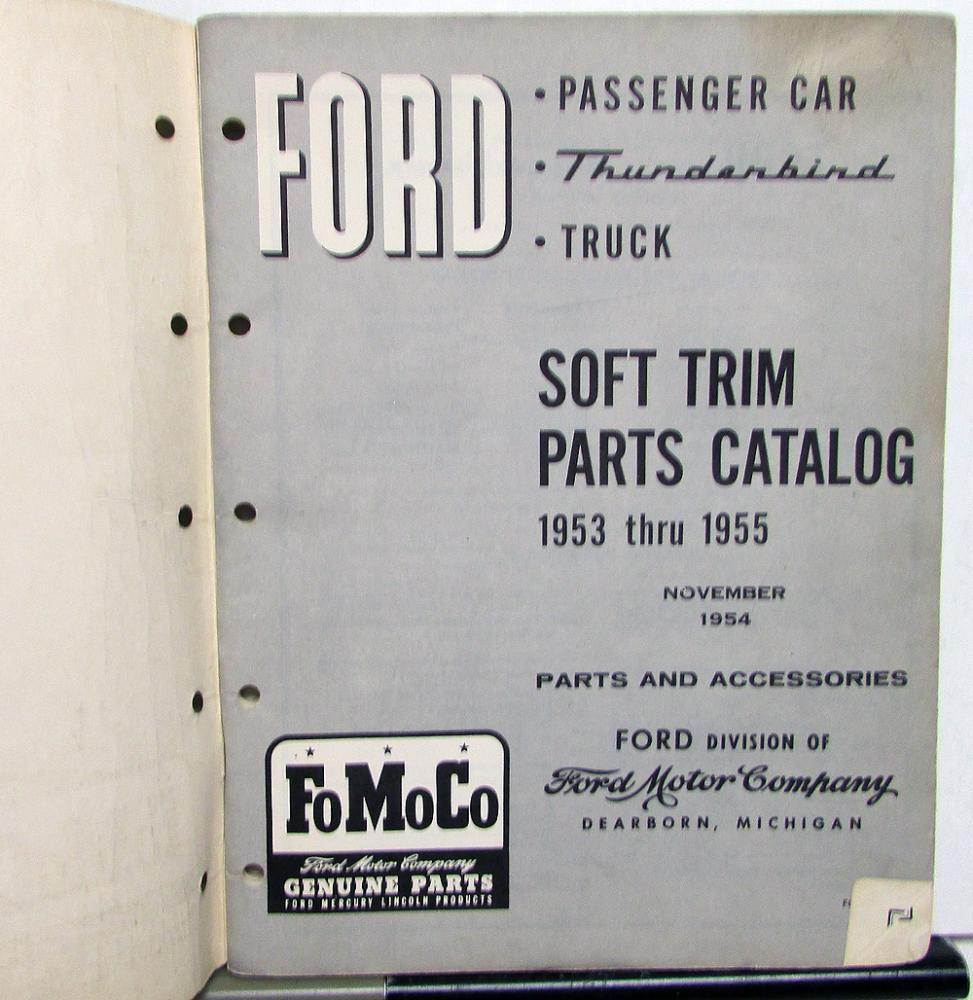 FORD
• PASSENGER CAR
• Thunderbird
• TRUCK
SOFT TRIM
PARTS CATALOG
1953 thru 1955
NOVEMBER
1954
PARTS AND ACCESSORIES
FORD DIVISION OF
Ford Motor Company
DEARBORN, MICHIGAN
FoMoCo
Ford Motor Company
GENUINE PARTS
FORD MERCURY LINCOLN PRODUCTS